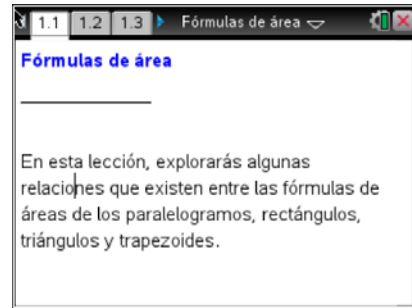 1.1 1.2 1.3 Fórmulas de área
Fórmulas de área
En esta lección, explorarás algunas
relaciones que existen entre las fórmulas de
áreas de los paralelogramos, rectángulos,
triángulos y trapezoides.